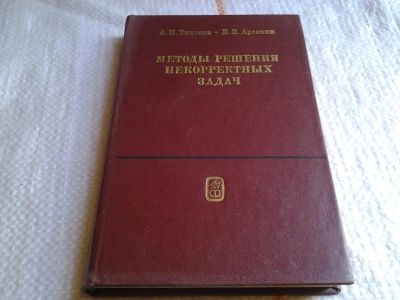 А. Н. Тихонов • В. Я. Арсенин
МЕТОДЫ РЕШЕНИЯ
НЕКОРРЕКТНЫХ
ЗАДАЧ